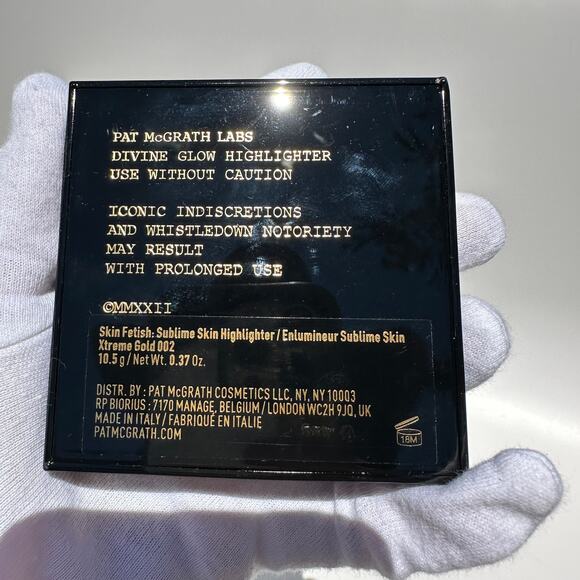 PAT McGRATH LABS
DIVINE GLOW HIGHLIGHTER
USE WITHOUT CAUTION
ICONIC INDISCRETIONS
AND WHISTLEDOWN NOTORIETY
MAY RESULT
WITH PROLONGED USE
©MMXXII
Skin Fetish: Sublime Skin Highlighter / Enlumineur Sublime Skin
Xtreme Gold 002
10.5 g / Net Wt. 0.37 Oz.
DISTR. BY : PAT McGRATH COSMETICS LLC, NY, NY 10003
RP BIORIUS : 7170 MANAGE, BELGIUM / LONDON WC2H 9JQ, UK
MADE IN ITALY / FABRIQUÉ EN ITALIE
PATMCGRATH.COM
18M